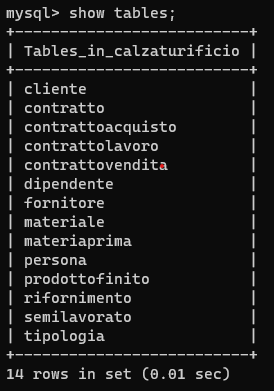 mysql> show tables;
+--------------------------+
| Tables_in_calzaturificio |
+--------------------------+
| cliente                  |
| contratto                |
| contrattoacquisto        |
| contrattolavoro          |
| contrattovendita         |
| dipendente               |
| fornitore                |
| materiale                |
| materiaprima             |
| persona                  |
| prodottofinito           |
| rifornimento             |
| semilavorato             |
| tipologia                |
+--------------------------+
14 rows in set (0.01 sec)